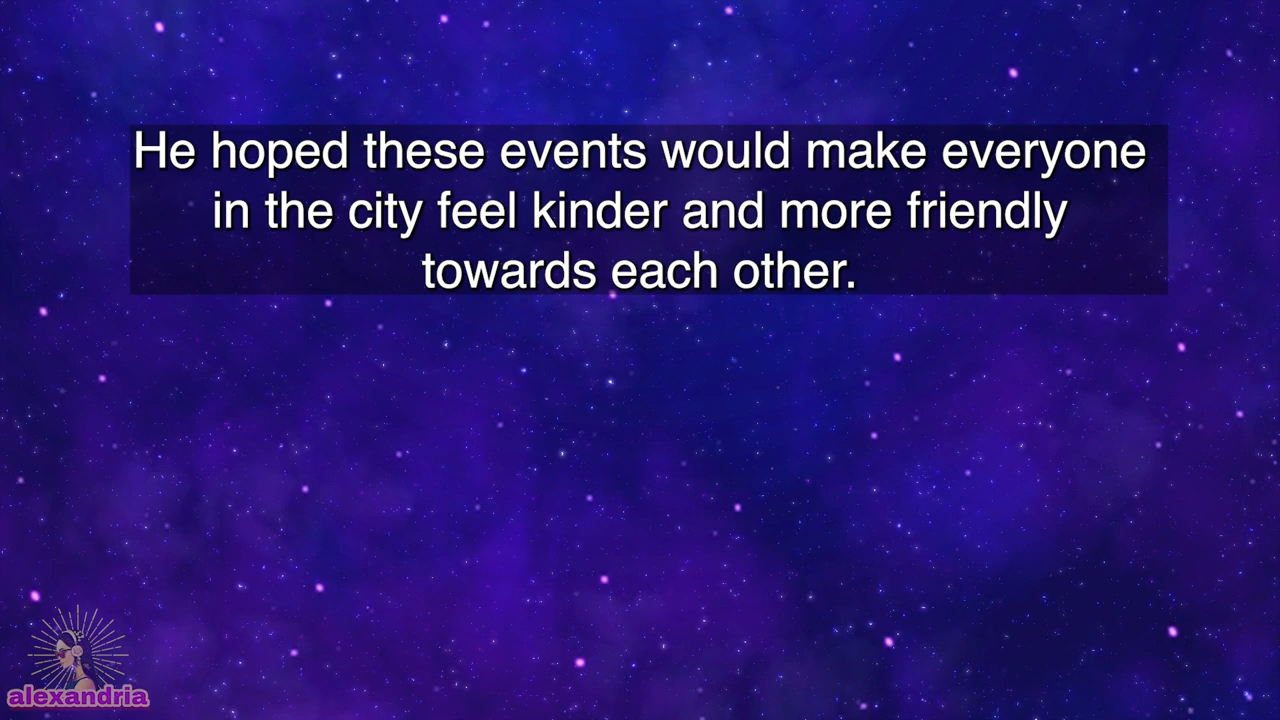 He hoped these events would make everyone
in the city feel kinder and more friendly
towards each other.
alexandria